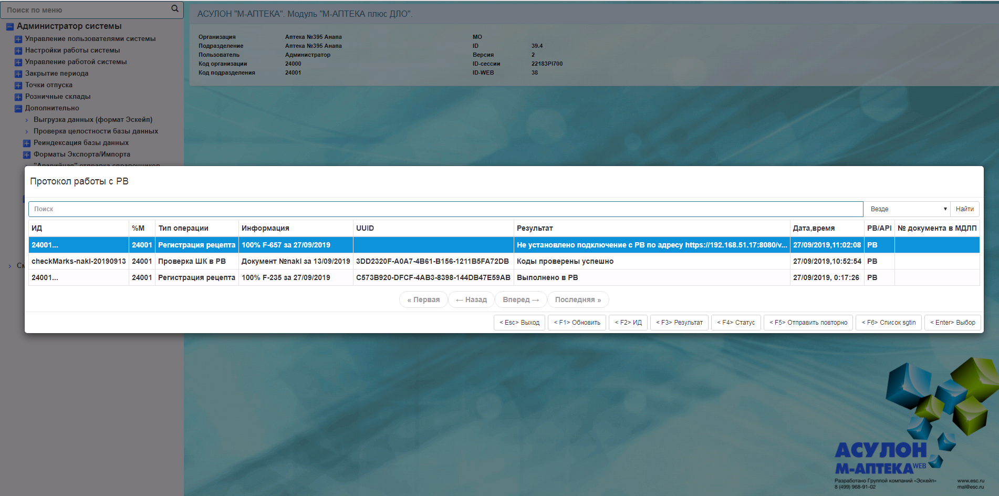 Поиск по меню
АСУЛОН "М-АПТЕКА". Модуль "М-АПТЕКА плюс ДЛО".
Организация Аптека №395 Анапа МО
Подразделение Аптека №395 Анапа ID 39.4
Пользователь Администратор Версия 2
Код организации 24000 ID-сессии 22183PI700
Код подразделения 24001 ID-WEB 38
Администратор системы
Управление пользователями системы
Настройки работы системы
Управление работой системы
Закрытие периода
Точки отпуска
Розничные склады
Дополнительно
Выгрузка данных (формат Эскейп)
Проверка целостности базы данных
Реиндексация базы данных
Форматы Экспорта/Импорта
"Аварийная" отправка справочников
См
Протокол работы с РВ
Поиск Везде Найти
ИД %М Тип операции Информация UUID Результат Дата,время РВ/API № документа в МДЛП
24001... 24001 Регистрация рецепта 100% F-657 за 27/09/2019 Не установлено подключение с РВ по адресу https://192.168.51.17:8080/v... 27/09/2019,11:02:08 РВ
checkMarks-nakl-20190913 24001 Проверка ШК в РВ Документ №nakl за 13/09/2019 3DD2320F-A0A7-4B61-B156-1211B5FA72DB Коды проверены успешно 27/09/2019,10:52:54 РВ
24001... 24001 Регистрация рецепта 100% F-235 за 27/09/2019 C573B920-DFCF-4AB3-8398-144DB47E59AB Выполнено в РВ 27/09/2019, 0:17:26 РВ
« Первая ← Назад Вперед → Последняя »
< Esc> Выход < F1> Обновить < F2> ИД < F3> Результат < F4> Статус < F5> Отправить повторно < F6> Список sgtin < Enter> Выбор
АСУЛОН
М-АПТЕКА WEB
Разработано Группой компаний «Эскейп» www.esc.ru
8 (499) 968-91-02 mal@esc.ru